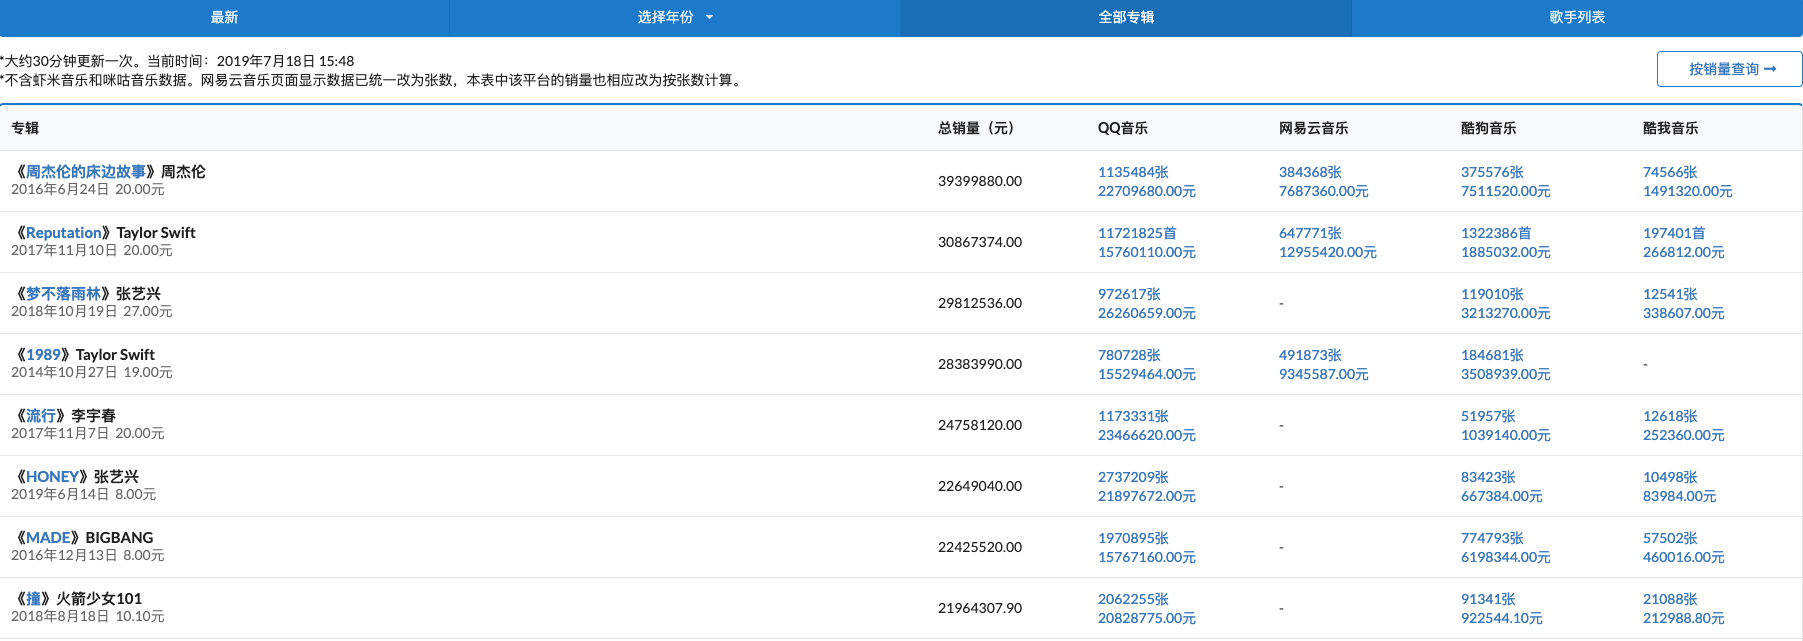 最新 选择年份 全部专辑 歌手列表
*大约30分钟更新一次。当前时间：2019年7月18日 15:48
*不含虾米音乐和咪咕音乐数据。网易云音乐页面显示数据已统一改为张数，本表中该平台的销量也相应改为按张数计算。
按销量查询 →
专辑 总销量（元） QQ音乐 网易云音乐 酷狗音乐 酷我音乐
《周杰伦的床边故事》周杰伦
2016年6月24日 20.00元
39399880.00
1135484张 384368张 375576张 74566张
22709680.00元 7687360.00元 7511520.00元 1491320.00元
《Reputation》Taylor Swift
2017年11月10日 20.00元
30867374.00
11721825首 647771张 1322386首 197401首
15760110.00元 12955420.00元 1885032.00元 266812.00元
《梦不落雨林》张艺兴
2018年10月19日 27.00元
29812536.00
972617张 - 119010张 12541张
26260659.00元 3213270.00元 338607.00元
《1989》Taylor Swift
2014年10月27日 19.00元
28383990.00
780728张 491873张 184681张 -
15529464.00元 9345587.00元 3508939.00元
《流行》李宇春
2017年11月7日 20.00元
24758120.00
1173331张 - 51957张 12618张
23466620.00元 1039140.00元 252360.00元
《HONEY》张艺兴
2019年6月14日 8.00元
22649040.00
2737209张 - 83423张 10498张
21897672.00元 667384.00元 83984.00元
《MADE》BIGBANG
2016年12月13日 8.00元
22425520.00
1970895张 - 774793张 57502张
15767160.00元 6198344.00元 460016.00元
《撞》火箭少女101
2018年8月18日 10.10元
21964307.90
2062255张 - 91341张 21088张
20828775.00元 922544.10元 212988.80元